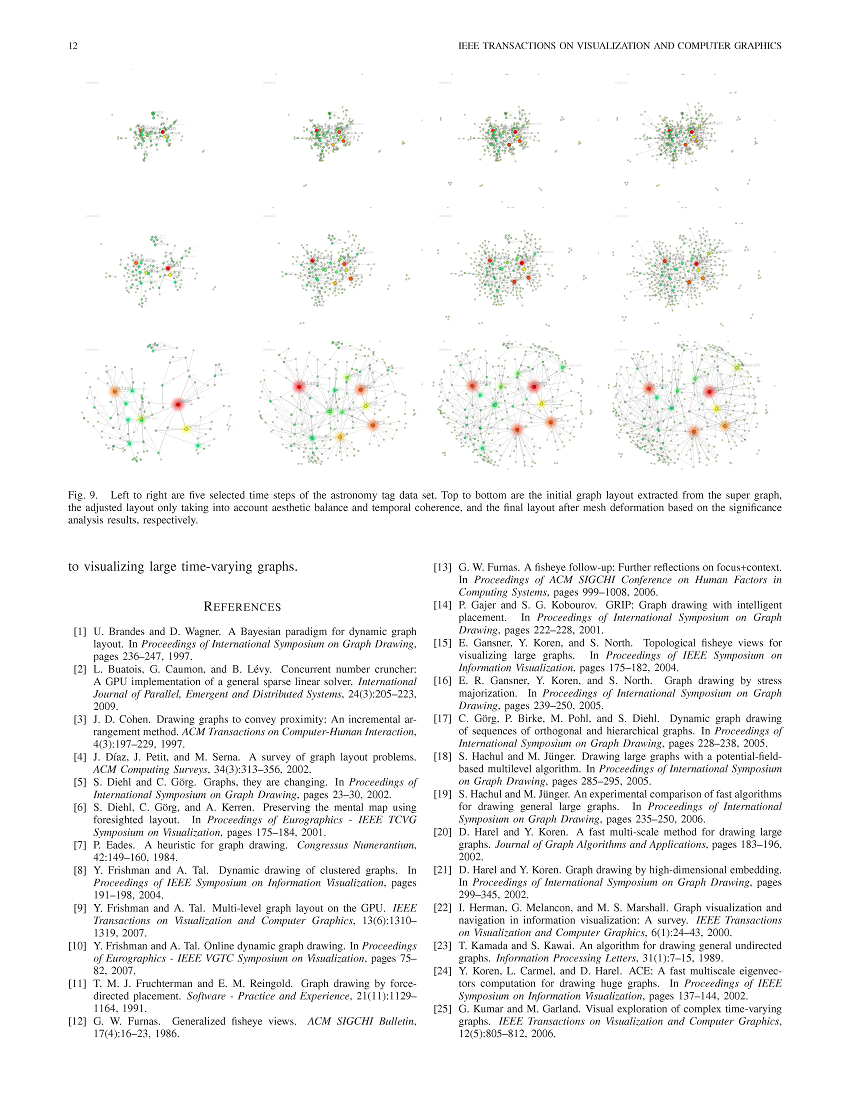 12
IEEE TRANSACTIONS ON VISUALIZATION AND COMPUTER GRAPHICS
Fig. 9. Left to right are five selected time steps of the astronomy tag data set. Top to bottom are the initial graph layout extracted from the super graph,
the adjusted layout only taking into account aesthetic balance and temporal coherence, and the final layout after mesh deformation based on the significance
analysis results, respectively.
to visualizing large time-varying graphs.
REFERENCES
[1] U. Brandes and D. Wagner. A Bayesian paradigm for dynamic graph
layout. In Proceedings of International Symposium on Graph Drawing,
pages 236–247, 1997.
[2] L. Buatois, G. Caumon, and B. Lévy. Concurrent number cruncher:
A GPU implementation of a general sparse linear solver. International
Journal of Parallel, Emergent and Distributed Systems, 24(3):205–223,
2009.
[3] J. D. Cohen. Drawing graphs to convey proximity: An incremental ar-
rangement method. ACM Transactions on Computer-Human Interaction,
4(3):197–229, 1997.
[4] J. Díaz, J. Petit, and M. Serna. A survey of graph layout problems.
ACM Computing Surveys, 34(3):313–356, 2002.
[5] S. Diehl and C. Görg. Graphs, they are changing. In Proceedings of
International Symposium on Graph Drawing, pages 23–30, 2002.
[6] S. Diehl, C. Görg, and A. Kerren. Preserving the mental map using
foresighted layout. In Proceedings of Eurographics - IEEE TCVG
Symposium on Visualization, pages 175–184, 2001.
[7] P. Eades. A heuristic for graph drawing. Congressus Numerantium,
42:149–160, 1984.
[8] Y. Frishman and A. Tal. Dynamic drawing of clustered graphs. In
Proceedings of IEEE Symposium on Information Visualization, pages
191–198, 2004.
[9] Y. Frishman and A. Tal. Multi-level graph layout on the GPU. IEEE
Transactions on Visualization and Computer Graphics, 13(6):1310–
1319, 2007.
[10] Y. Frishman and A. Tal. Online dynamic graph drawing. In Proceedings
of Eurographics - IEEE VGTC Symposium on Visualization, pages 75–
82, 2007.
[11] T. M. J. Fruchterman and E. M. Reingold. Graph drawing by force-
directed placement. Software - Practice and Experience, 21(11):1129–
1164, 1991.
[12] G. W. Furnas. Generalized fisheye views. ACM SIGCHI Bulletin,
17(4):16–23, 1986.
[13] G. W. Furnas. A fisheye follow-up: Further reflections on focus+context.
In Proceedings of ACM SIGCHI Conference on Human Factors in
Computing Systems, pages 999–1008, 2006.
[14] P. Gajer and S. G. Kobourov. GRIP: Graph drawing with intelligent
placement. In Proceedings of International Symposium on Graph
Drawing, pages 222–228, 2001.
[15] E. Gansner, Y. Koren, and S. North. Topological fisheye views for
visualizing large graphs. In Proceedings of IEEE Symposium on
Information Visualization, pages 175–182, 2004.
[16] E. R. Gansner, Y. Koren, and S. North. Graph drawing by stress
majorization. In Proceedings of International Symposium on Graph
Drawing, pages 239–250, 2005.
[17] C. Görg, P. Birke, M. Pohl, and S. Diehl. Dynamic graph drawing
of sequences of orthogonal and hierarchical graphs. In Proceedings of
International Symposium on Graph Drawing, pages 228–238, 2005.
[18] S. Hachul and M. Jünger. Drawing large graphs with a potential-field-
based multilevel algorithm. In Proceedings of International Symposium
on Graph Drawing, pages 285–295, 2005.
[19] S. Hachul and M. Jünger. An experimental comparison of fast algorithms
for drawing general large graphs. In Proceedings of International
Symposium on Graph Drawing, pages 235–250, 2006.
[20] D. Harel and Y. Koren. A fast multi-scale method for drawing large
graphs. Journal of Graph Algorithms and Applications, pages 183–196,
2002.
[21] D. Harel and Y. Koren. Graph drawing by high-dimensional embedding.
In Proceedings of International Symposium on Graph Drawing, pages
299–345, 2002.
[22] I. Herman, G. Melancon, and M. S. Marshall. Graph visualization and
navigation in information visualization: A survey. IEEE Transactions
on Visualization and Computer Graphics, 6(1):24–43, 2000.
[23] T. Kamada and S. Kawai. An algorithm for drawing general undirected
graphs. Information Processing Letters, 31(1):7–15, 1989.
[24] Y. Koren, L. Carmel, and D. Harel. ACE: A fast multiscale eigenvec-
tors computation for drawing huge graphs. In Proceedings of IEEE
Symposium on Information Visualization, pages 137–144, 2002.
[25] G. Kumar and M. Garland. Visual exploration of complex time-varying
graphs. IEEE Transactions on Visualization and Computer Graphics,
12(5):805–812, 2006.